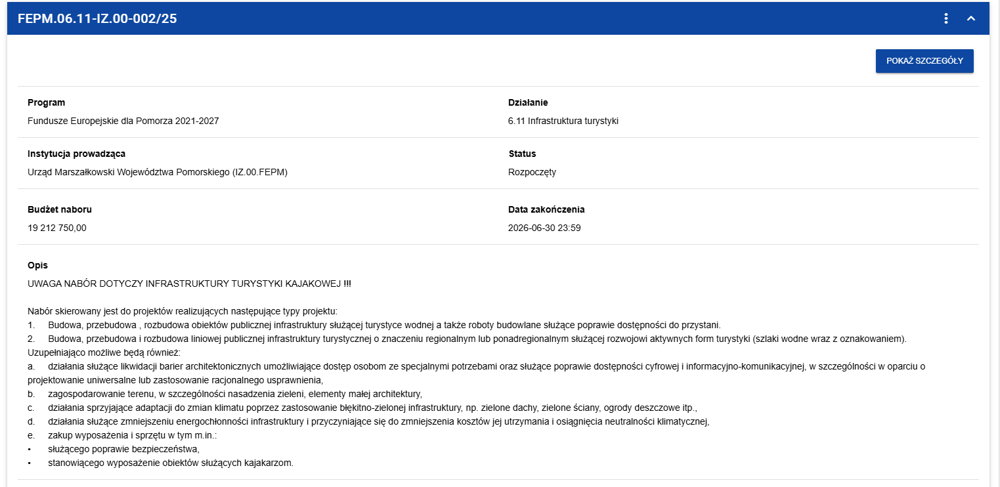 FEPM.06.11-IZ.00-002/25
POKAŻ SZCZEGÓŁY
Program
Fundusze Europejskie dla Pomorza 2021-2027
Działanie
6.11 Infrastruktura turystyki
Instytucja prowadząca
Urząd Marszałkowski Województwa Pomorskiego (IZ.00.FEPM)
Status
Rozpoczęty
Budżet naboru
19 212 750,00
Data zakończenia
2026-06-30 23:59
Opis
UWAGA NABÓR DOTYCZY INFRASTRUKTURY TURYSTYKI KAJAKOWEJ !!!
Nabór skierowany jest do projektów realizujących następujące typy projektu:
1. Budowa, przebudowa , rozbudowa obiektów publicznej infrastruktury służącej turystyce wodnej a także roboty budowlane służące poprawie dostępności do przystani.
2. Budowa, przebudowa i rozbudowa liniowej publicznej infrastruktury turystycznej o znaczeniu regionalnym lub ponadregionalnym służącej rozwojowi aktywnych form turystyki (szlaki wodne wraz z oznakowaniem).
Uzupełniająco możliwe będą również:
a. działania służące likwidacji barier architektonicznych umożliwiające dostęp osobom ze specjalnymi potrzebami oraz służące poprawie dostępności cyfrowej i informacyjno-komunikacyjnej, w szczególności w oparciu o
projektowanie uniwersalne lub zastosowanie racjonalnego usprawnienia,
b. zagospodarowanie terenu, w szczególności nasadzenia zieleni, elementy małej architektury,
c. działania sprzyjające adaptacji do zmian klimatu poprzez zastosowanie błękitno-zielonej infrastruktury, np. zielone dachy, zielone ściany, ogrody deszczowe itp.,
d. działania służące zmniejszeniu energochłonności infrastruktury i przyczyniające się do zmniejszenia kosztów jej utrzymania i osiągnięcia neutralności klimatycznej,
e. zakup wyposażenia i sprzętu w tym m.in.:
• służącego poprawie bezpieczeństwa,
• stanowiącego wyposażenie obiektów służących kajakarzom.